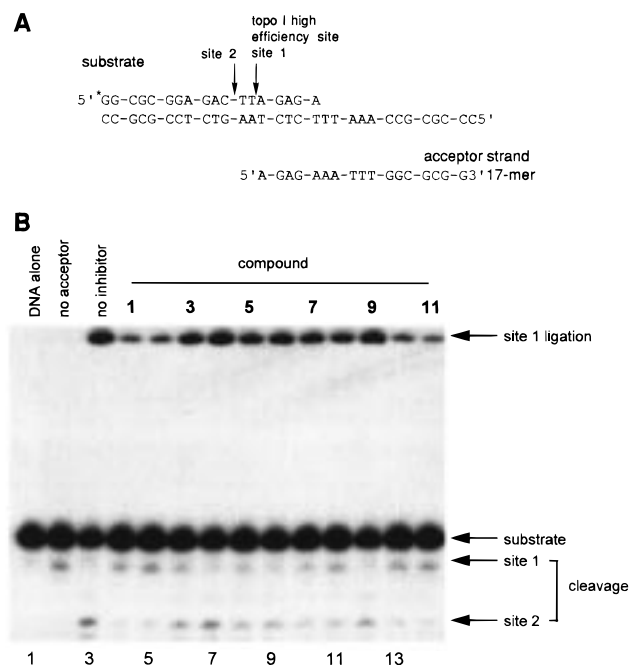 A
topo I high
efficiency site
site 2 site 1
substrate
5'*GG-CGC-GGA-GAC-TTA-GAG-A
CC-GCG-CCT-CTG-AAT-CTC-TTT-AAA-CCG-CGC-CC5'
acceptor strand
5'A-GAG-AAA-TTT-GGC-GCG-G3'17-mer
B
DNA alone
no acceptor
no inhibitor
compound
1 3 5 7 9 11
site 1 ligation
substrate
site 1
cleavage
site 2
1 3 5 7 9 11 13